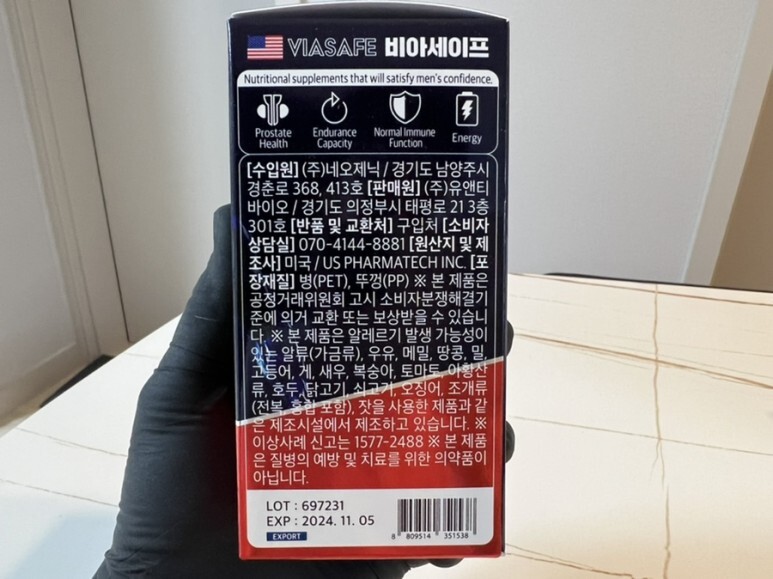 VIASAFE 비아세이프
Nutritional supplements that will satisfy men's confidence.
Prostate Health
Endurance Capacity
Normal Immune Function
Energy
[수입원] (주)네오제닉 / 경기도 남양주시
경춘로 368, 413호 [판매원] (주)유앤티
바이오 / 경기도 의정부시 태평로 21 3층
301호 [반품 및 교환처] 구입처 [소비자
상담실] 070-4144-8881 [원산지 및 제
조사] 미국 / US PHARMATECH INC. [포
장재질] 병(PET), 뚜껑(PP) ※ 본 제품은
공정거래위원회 고시 소비자분쟁해결기
준에 의거 교환 또는 보상받을 수 있습니
다. ※ 본 제품은 알레르기 발생 가능성이
있는 알류(가금류), 우유, 메밀, 땅콩, 밀,
고등어, 게, 새우, 복숭아, 토마토, 아황산
류, 호두, 닭고기, 쇠고기, 오징어, 조개류
(전복, 홍합 포함), 잣을 사용한 제품과 같
은 제조시설에서 제조하고 있습니다. ※
이상사례 신고는 1577-2488 ※ 본 제품
은 질병의 예방 및 치료를 위한 의약품이
아닙니다.
LOT : 697231
EXP : 2024. 11. 05
EXPORT
8 809514 351538